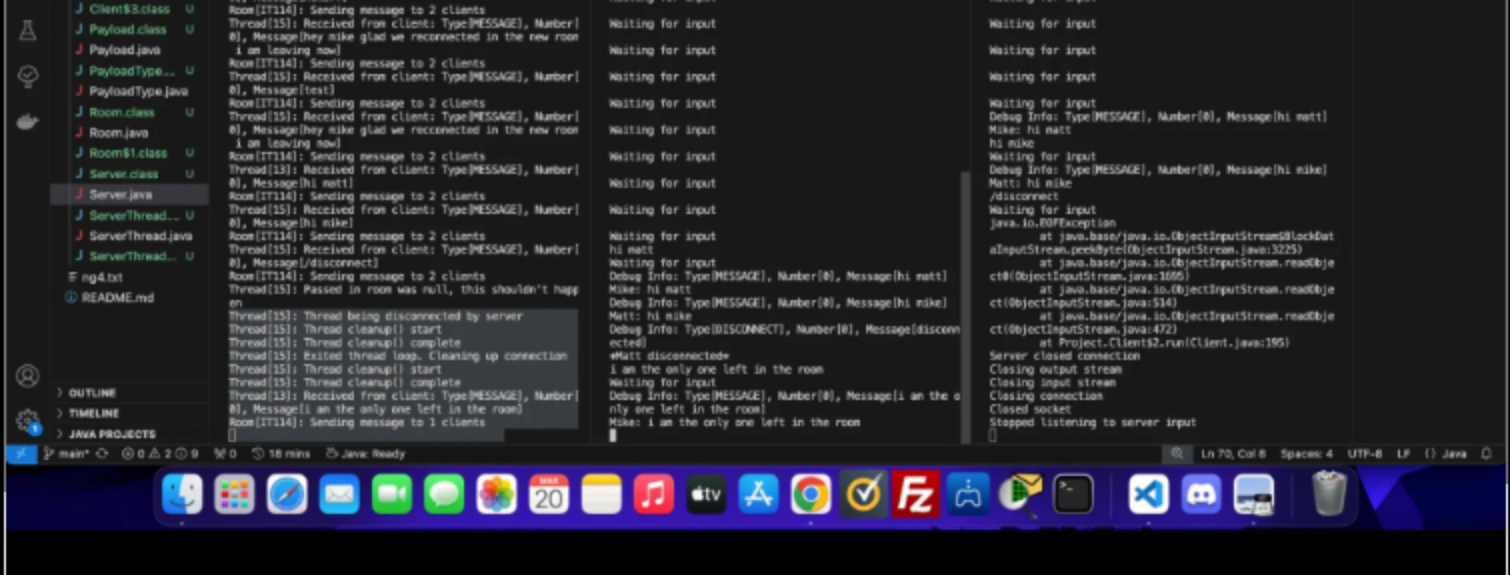 Client$3.class U
Payload.class U
Payload.java
PayloadType.... U
PayloadType.java
Room.class U
Room.java
Room$1.class U
Server.class U
Server.java
ServerThread.... U
ServerThread.java
ServerThread... U
ng4.txt
README.md
OUTLINE
TIMELINE
JAVA PROJECTS
Room[IT114]: Sending message to 2 clients
Thread[15]: Received from client: Type[MESSAGE], Number[
0], Message[hey mike glad we reconnected in the new room
i am leaving now]
Room[IT114]: Sending message to 2 clients
Thread[15]: Received from client: Type[MESSAGE], Number[
0], Message[test]
Room[IT114]: Sending message to 2 clients
Thread[15]: Received from client: Type[MESSAGE], Number[
0], Message[hey mike glad we recconected in the new room
i am leaving now]
Room[IT114]: Sending message to 2 clients
Thread[13]: Received from client: Type[MESSAGE], Number[
0], Message[hi matt]
Room[IT114]: Sending message to 2 clients
Thread[15]: Received from client: Type[MESSAGE], Number[
0], Message[hi mike]
Room[IT114]: Sending message to 2 clients
Thread[15]: Received from client: Type[MESSAGE], Number[
0], Message[/disconnect]
Room[IT114]: Sending message to 2 clients
Thread[15]: Passed in room was null, this shouldn't happ
en
Thread[15]: Thread being disconnected by server
Thread[15]: Thread cleanup() start
Thread[15]: Thread cleanup() complete
Thread[15]: Exited thread loop. Cleaning up connection
Thread[15]: Thread cleanup() start
Thread[15]: Thread cleanup() complete
Thread[13]: Received from client: Type[MESSAGE], Number[
0], Message[i am the only one left in the room]
Room[IT114]: Sending message to 1 clients
Waiting for input
Waiting for input
Waiting for input
Waiting for input
Waiting for input
Waiting for input
Waiting for input
Waiting for input
Waiting for input
hi matt
Waiting for input
Debug Info: Type[MESSAGE], Number[0], Message[hi matt]
Mike: hi matt
Debug Info: Type[MESSAGE], Number[0], Message[hi mike]
Matt: hi mike
Debug Info: Type[DISCONNECT], Number[0], Message[disconn
ected]
*Matt disconnected*
i am the only one left in the room
Waiting for input
Debug Info: Type[MESSAGE], Number[0], Message[i am the o
nly one left in the room]
Mike: i am the only one left in the room
Waiting for input
Waiting for input
Waiting for input
Waiting for input
Debug Info: Type[MESSAGE], Number[0], Message[hi matt]
Mike: hi matt
hi mike
Waiting for input
Debug Info: Type[MESSAGE], Number[0], Message[hi mike]
Matt: hi mike
/disconnect
Waiting for input
java.io.EOFException
at java.base/java.io.ObjectInputStream$BlockDat
aInputStream.peekByte(ObjectInputStream.java:3225)
at java.base/java.io.ObjectInputStream.readObje
ct0(ObjectInputStream.java:1695)
at java.base/java.io.ObjectInputStream.readObje
ct(ObjectInputStream.java:514)
at java.base/java.io.ObjectInputStream.readObje
ct(ObjectInputStream.java:472)
at Project.Client$2.run(Client.java:195)
Server closed connection
Closing output stream
Closing input stream
Closing connection
Closed socket
Stopped listening to server input
main* 0 2 9 0 18 mins Java: Ready Ln 70, Col 8 Spaces: 4 UTF-8 LF {} Java
1
MAR
20
tv
FZ